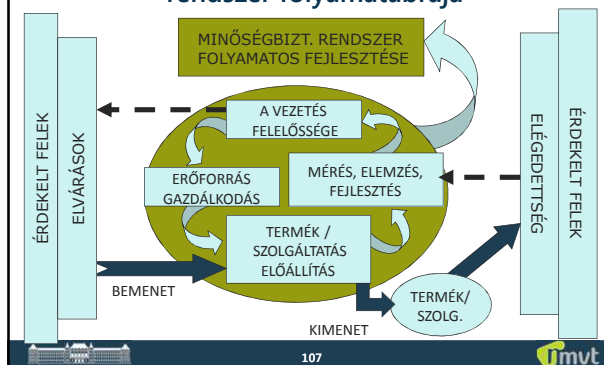 rendszer folyamatábrája
MINŐSÉGBIZT. RENDSZER
FOLYAMATOS FEJLESZTÉSE
ÉRDEKELT FELEK
ELVÁRÁSOK
A VEZETÉS
FELELŐSSÉGE
ERŐFORRÁS
GAZDÁLKODÁS
MÉRÉS, ELEMZÉS,
FEJLESZTÉS
TERMÉK /
SZOLGÁLTATÁS
ELŐÁLLÍTÁS
ELÉGEDETTSÉG
ÉRDEKELT FELEK
BEMENET
KIMENET
TERMÉK/
SZOLG.
107
nmvt